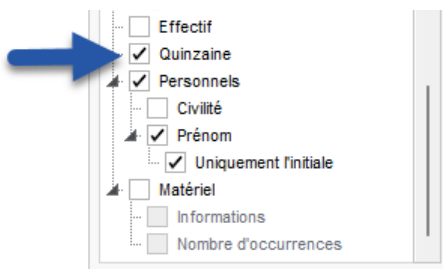 Effectif
Quinzaine
Personnels
Civilité
Prénom
Uniquement l'initiale
Matériel
Informations
Nombre d'occurrences